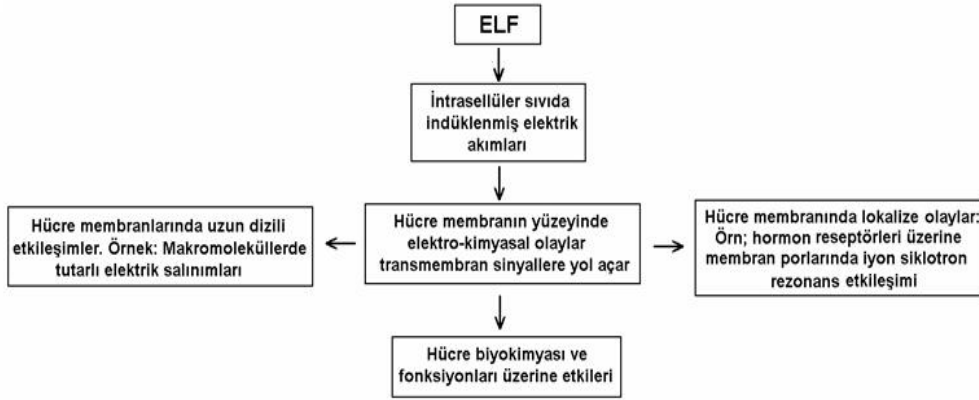 ELF
İntrasellüler sıvıda
indüklenmiş elektrik
akımları
Hücre membranlarında uzun dizili
etkileşimler. Örnek: Makromoleküllerde
tutarlı elektrik salınımları
Hücre membranın yüzeyinde
elektro-kimyasal olaylar
transmembran sinyallere yol açar
Hücre membranında lokalize olaylar:
Örn; hormon reseptörleri üzerine
membran porlarında iyon siklotron
rezonans etkileşimi
Hücre biyokimyası ve
fonksiyonları üzerine etkileri